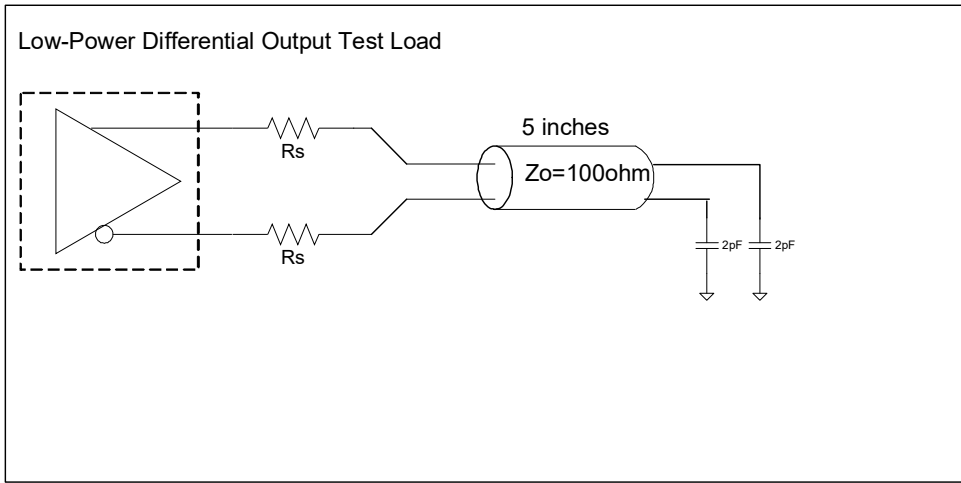 Low-Power Differential Output Test Load
5 inches
Rs
Zo=100ohm
Rs
2pF 2pF